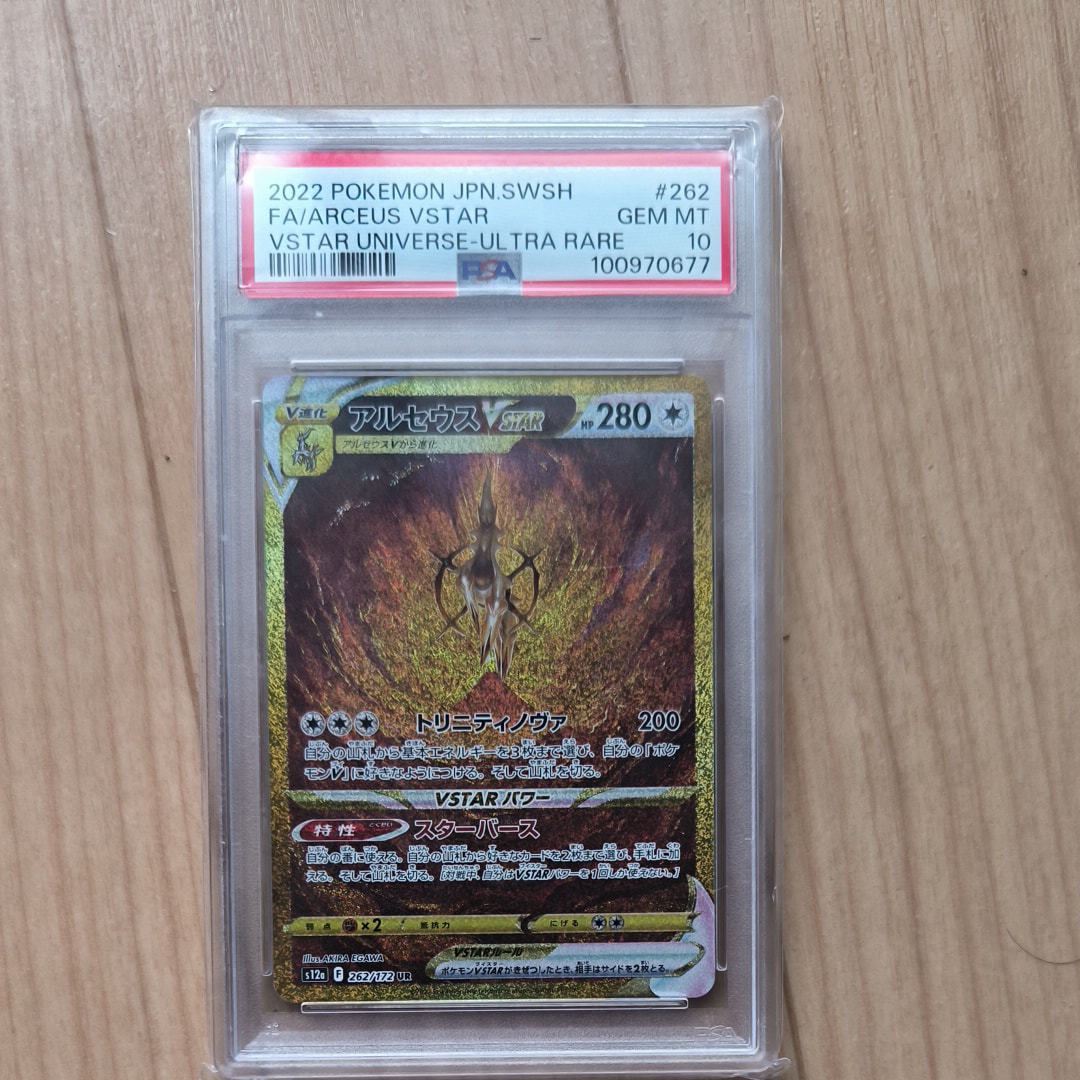 2022 POKEMON JPN.SWSH #262
FA/ARCEUS VSTAR GEM MT
VSTAR UNIVERSE-ULTRA RARE 10
PSA 100970677
V進化 アルセウス VSTAR HP 280
アルセウスVから進化
トリニティノヴァ 200
自分の山札から基本エネルギーを3枚まで選び、自分の「ポケ
モンV」に好きなようにつける。そして山札を切る。
VSTARパワー
特性 スターバース
自分の番に使える。自分の山札から好きなカードを2枚まで選び、手札に加
える。そして山札を切る。[対戦中、自分はVSTARパワーを1回しか使えない。]
弱点 ×2 抵抗力 にげる
Illus. AKIRA EGAWA
VSTARルール
s12a F 262/172 UR
ポケモンVSTARがきぜつしたとき、相手はサイドを2枚とる。